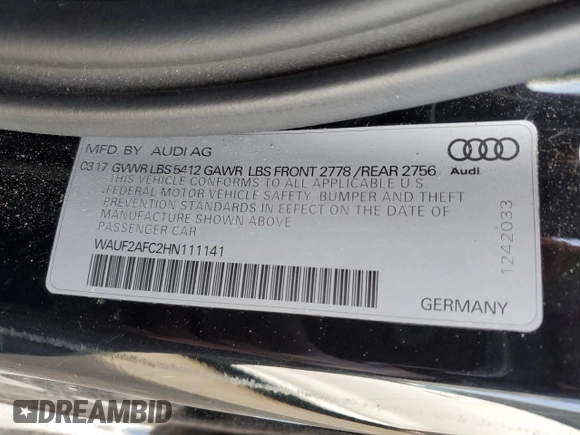 MFD. BY AUDI AG
03 17 GVWR LBS 5412 GAWR LBS FRONT 2778 / REAR 2756
THIS VEHICLE CONFORMS TO ALL APPLICABLE U S
FEDERAL MOTOR VEHICLE SAFETY, BUMPER AND THEFT
PREVENTION STANDARDS IN EFFECT ON THE DATE OF
MANUFACTURE SHOWN ABOVE
PASSENGER CAR
WAUF2AFC2HN111141
Audi
1242033
GERMANY
DREAMBID